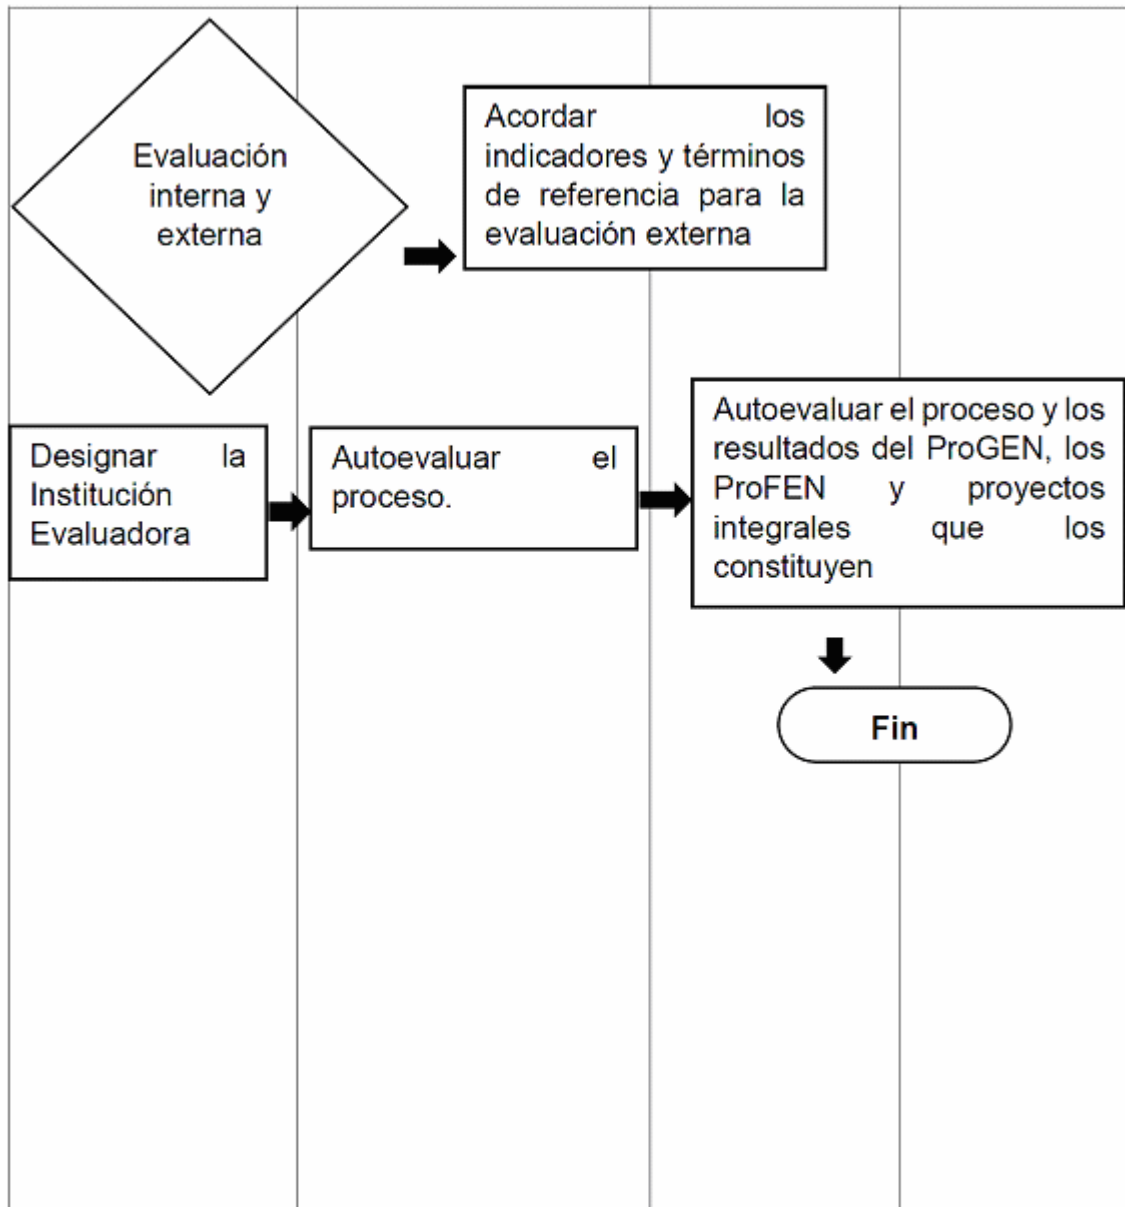 Evaluación
interna y
externa
Acordar los
indicadores y términos
de referencia para la
evaluación externa
Designar la
Institución
Evaluadora
Autoevaluar el
proceso.
Autoevaluar el proceso y los
resultados del ProGEN, los
ProFEN y proyectos
integrales que los
constituyen
Fin